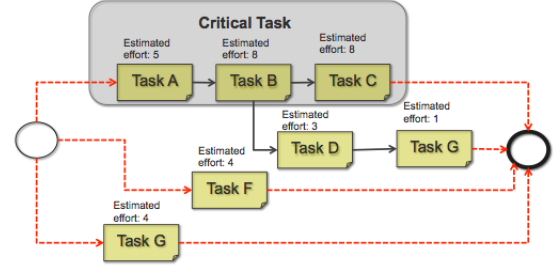 Critical Task
Estimated
effort: 5
Estimated
effort: 8
Estimated
effort: 8
Task A
Task B
Task C
Estimated
effort: 3
Estimated
effort: 1
Task D
Task G
Estimated
effort: 4
Task F
Estimated
effort: 4
Task G